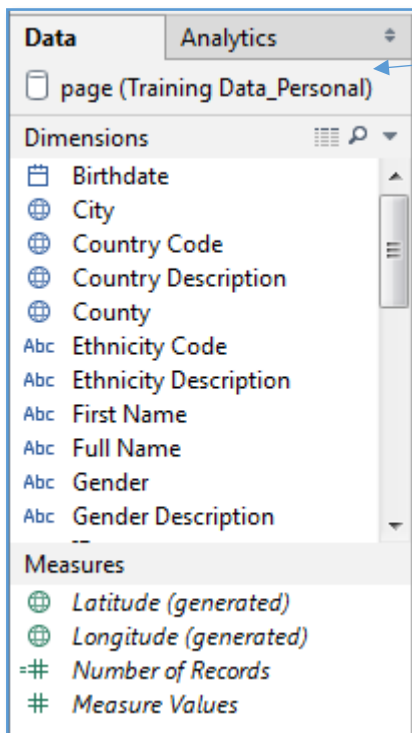 Data Analytics
page (Training Data_Personal)
Dimensions
Birthdate
City
Country Code
Country Description
County
Abc Ethnicity Code
Abc Ethnicity Description
Abc First Name
Abc Full Name
Abc Gender
Abc Gender Description
Measures
Latitude (generated)
Longitude (generated)
=# Number of Records
# Measure Values